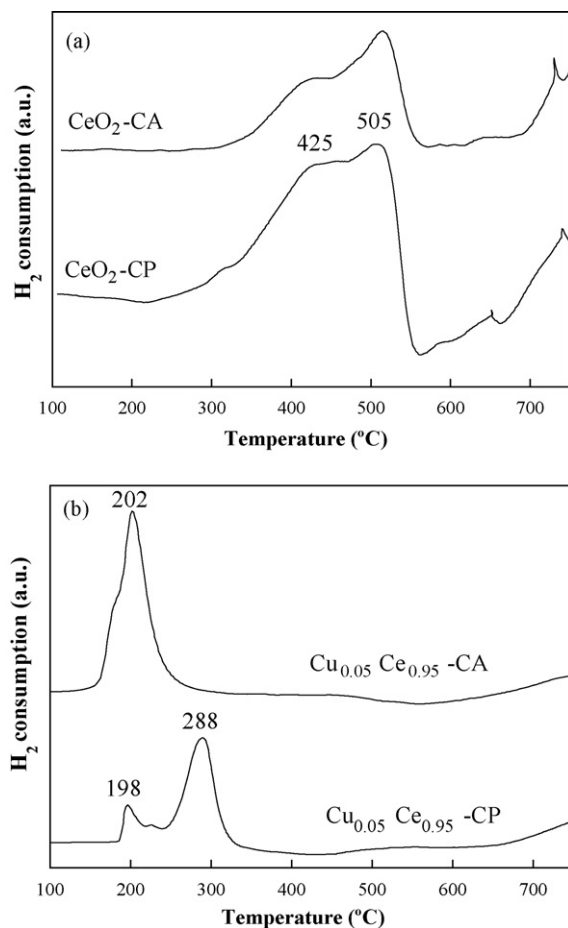 (a)
H2 consumption (a.u.)
CeO2-CA
505
425
CeO2-CP
100 200 300 400 500 600 700
Temperature (ºC)
(b)
202
H2 consumption (a.u.)
Cu0.05 Ce0.95 -CA
288
198
Cu0.05 Ce0.95 -CP
100 200 300 400 500 600 700
Temperature (ºC)